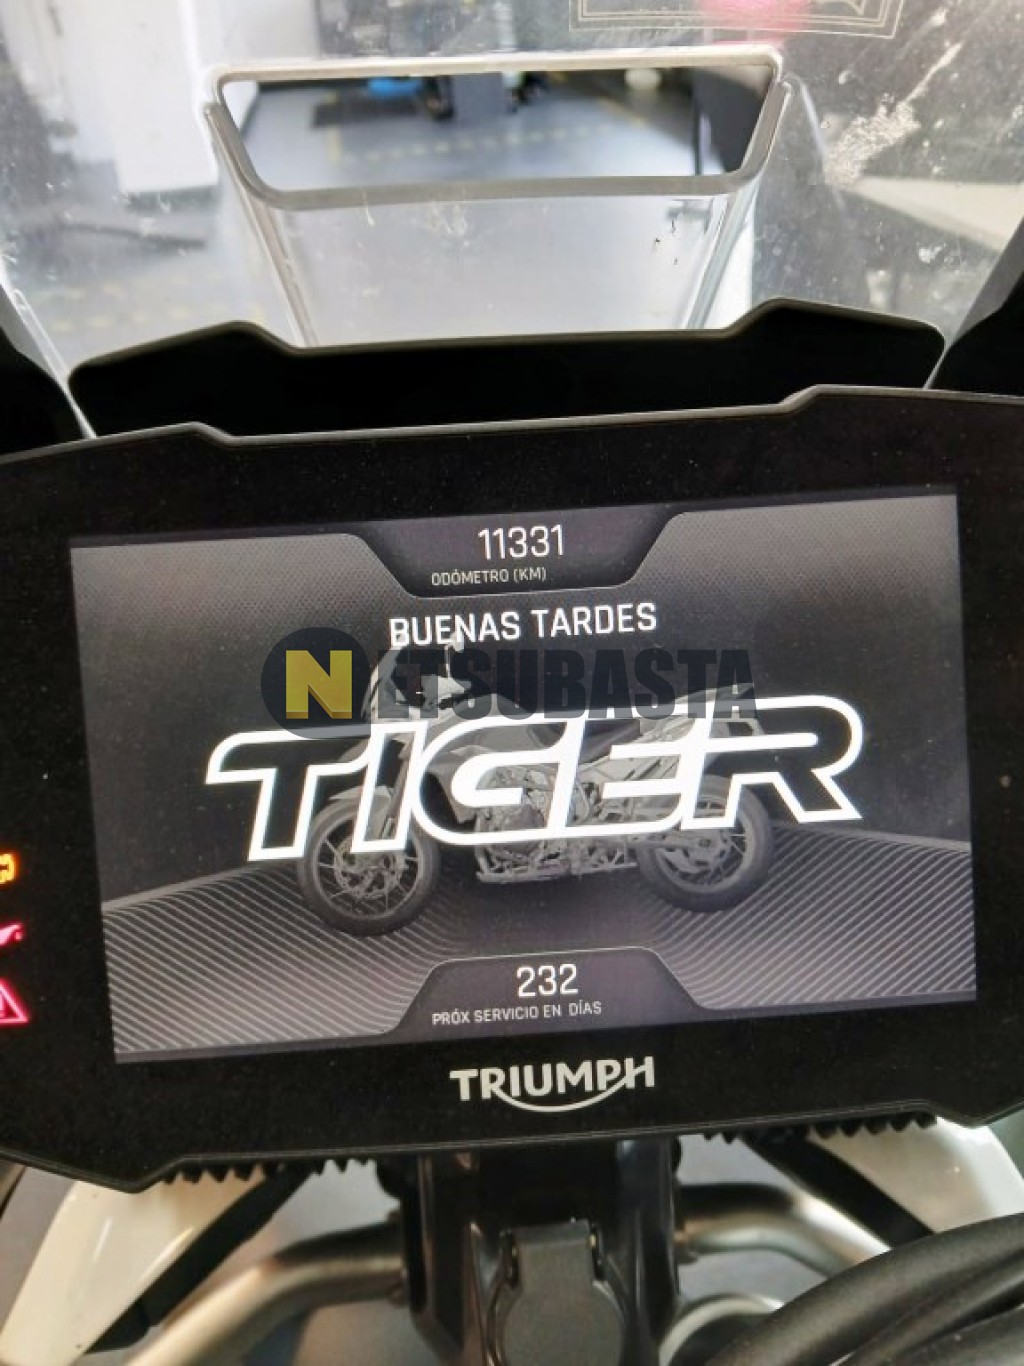 11331
ODÓMETRO (KM)
BUENAS TARDES
NETSUBASTA
TIGER
232
PRÓX SERVICIO EN DÍAS
TRIUMPH